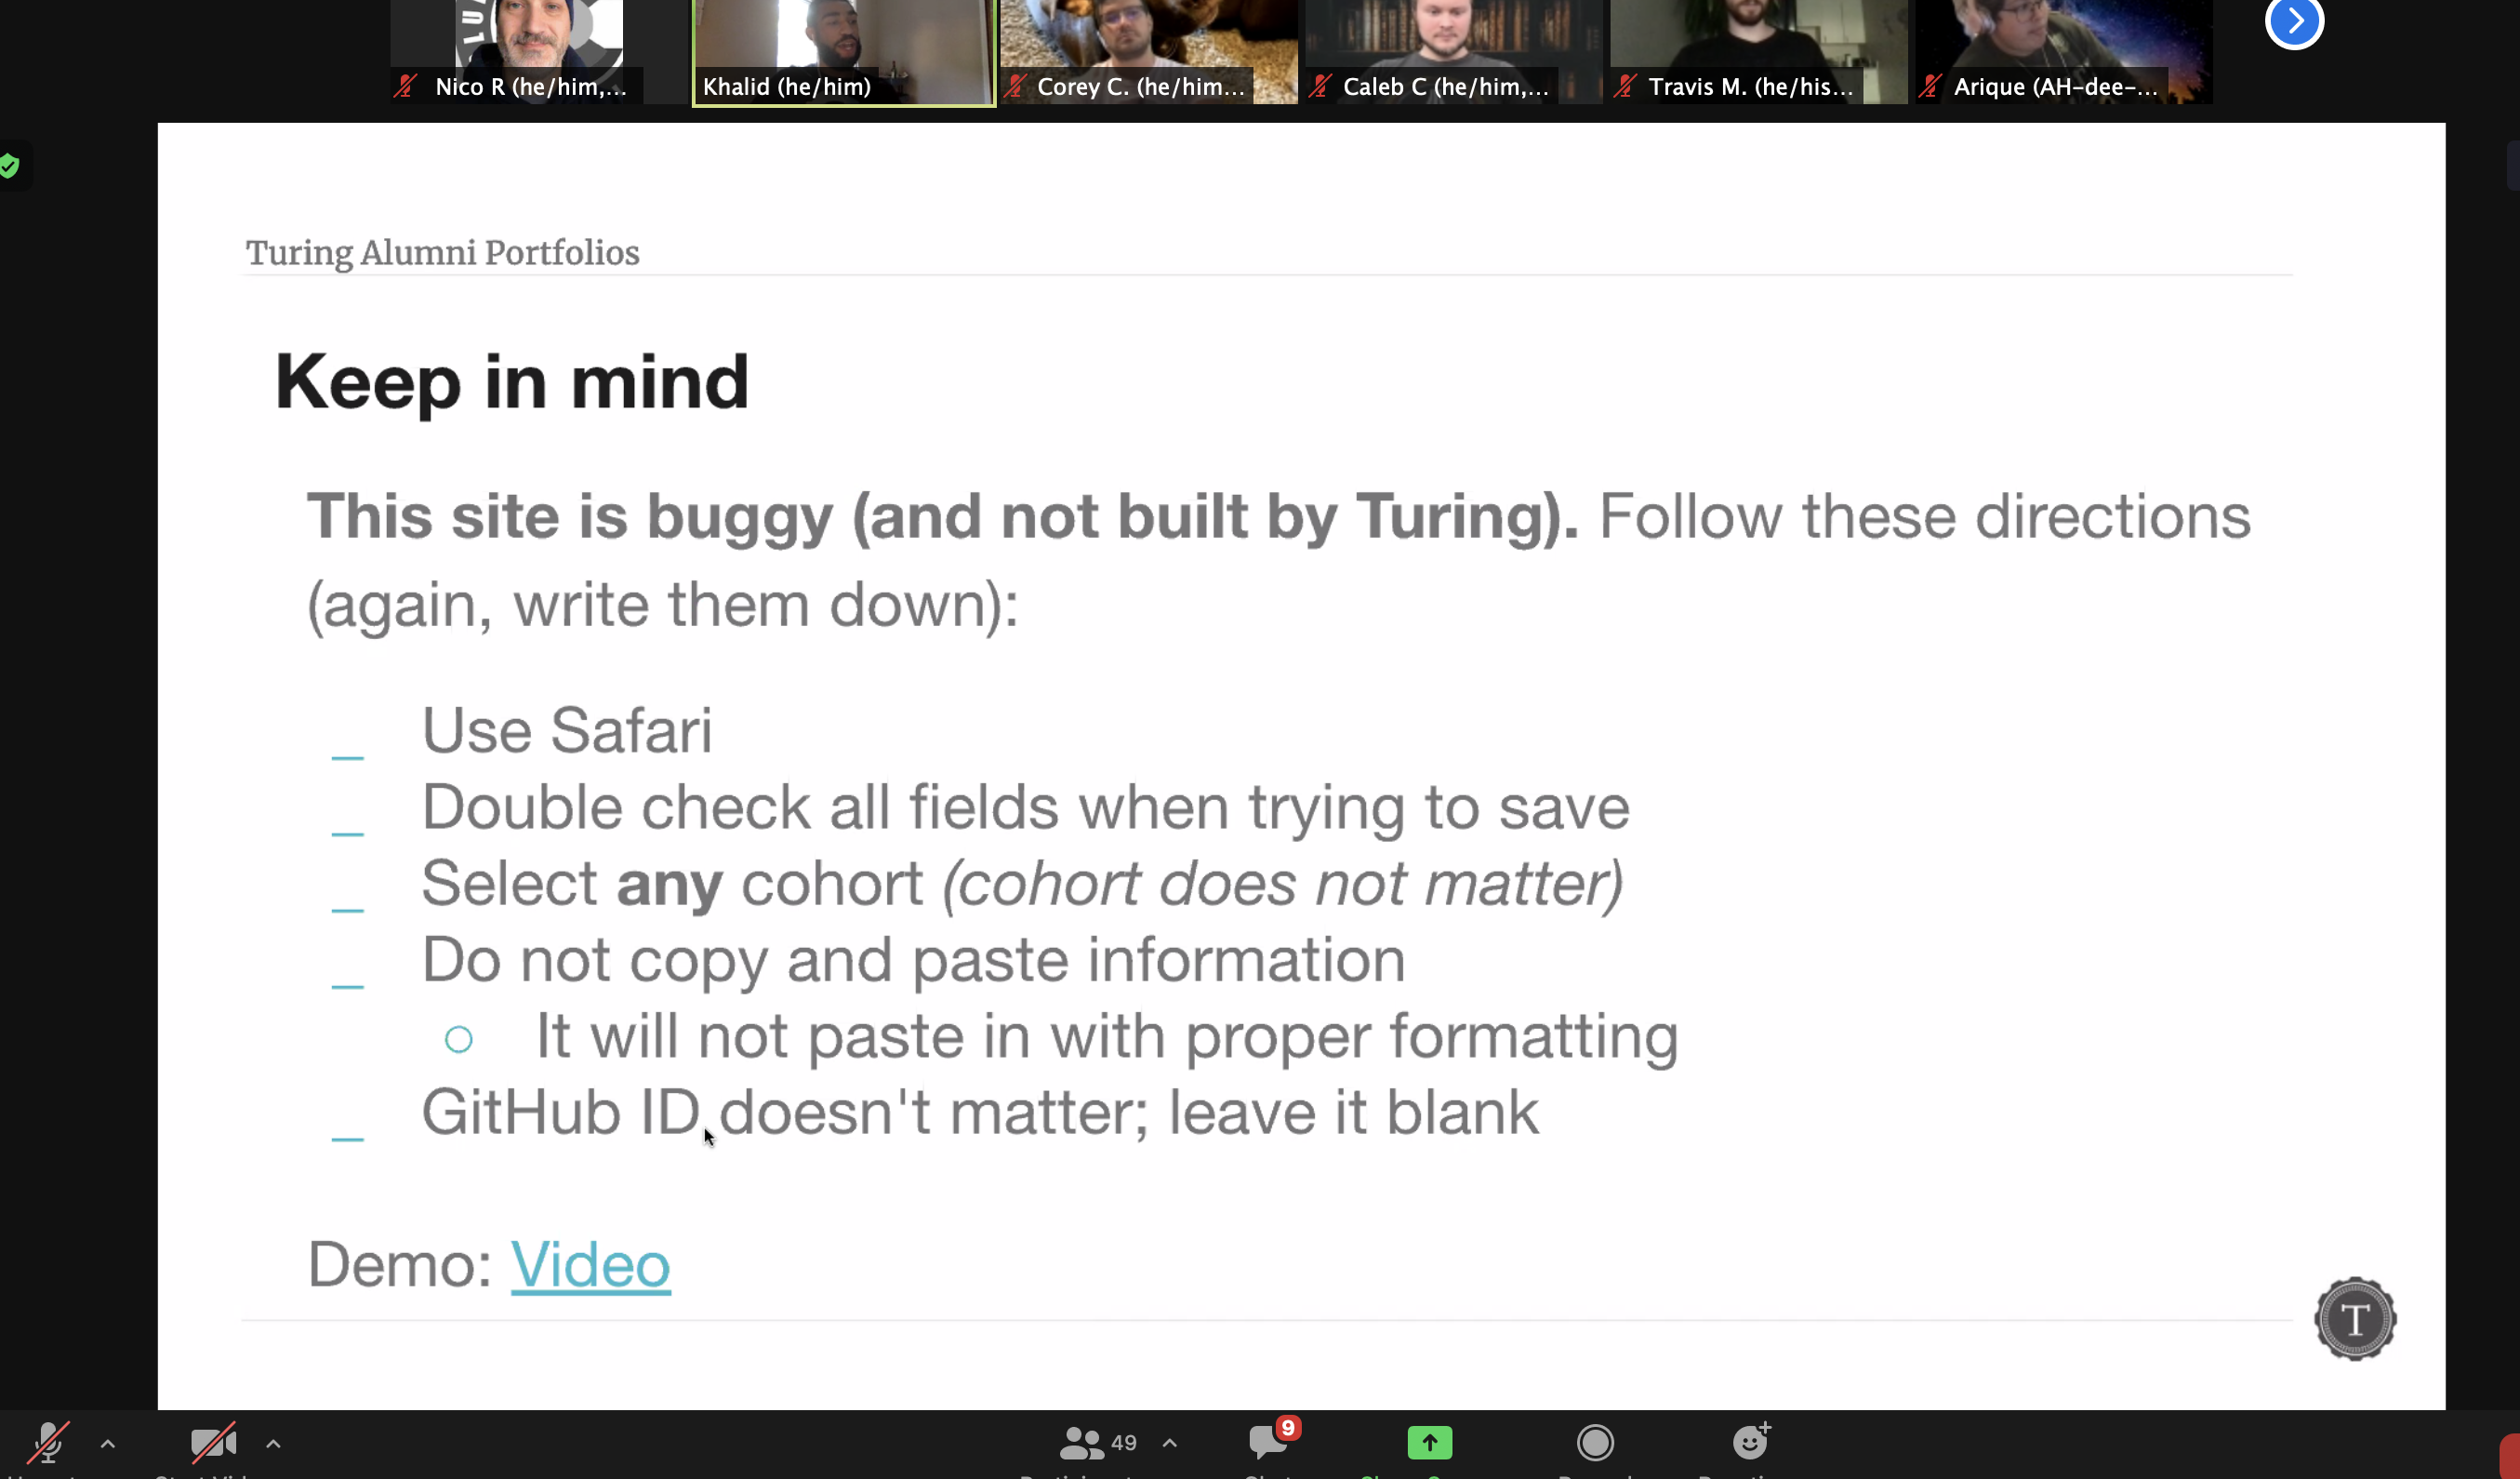 Nico R (he/him,...
Khalid (he/him)
Corey C. (he/him...
Caleb C (he/him,...
Travis M. (he/his...
Arique (AH-dee-...
Turing Alumni Portfolios
Keep in mind
This site is buggy (and not built by Turing). Follow these directions
(again, write them down):
_ Use Safari
_ Double check all fields when trying to save
_ Select any cohort (cohort does not matter)
_ Do not copy and paste information
○ It will not paste in with proper formatting
_ GitHub ID doesn't matter; leave it blank
Demo: Video
T
49
9